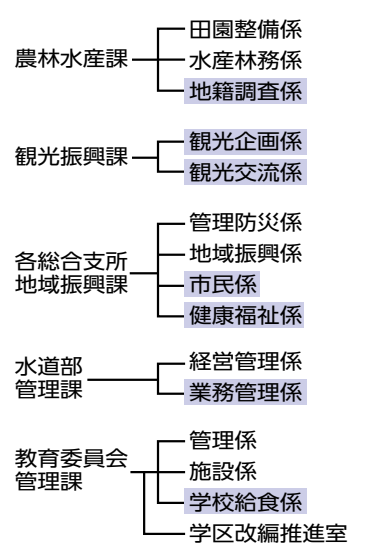 農林水産課
田園整備係
水産林務係
地籍調査係
観光振興課
観光企画係
観光交流係
各総合支所
地域振興課
管理防災係
地域振興係
市民係
健康福祉係
水道部
管理課
経営管理係
業務管理係
教育委員会
管理課
管理係
施設係
学校給食係
学区改編推進室